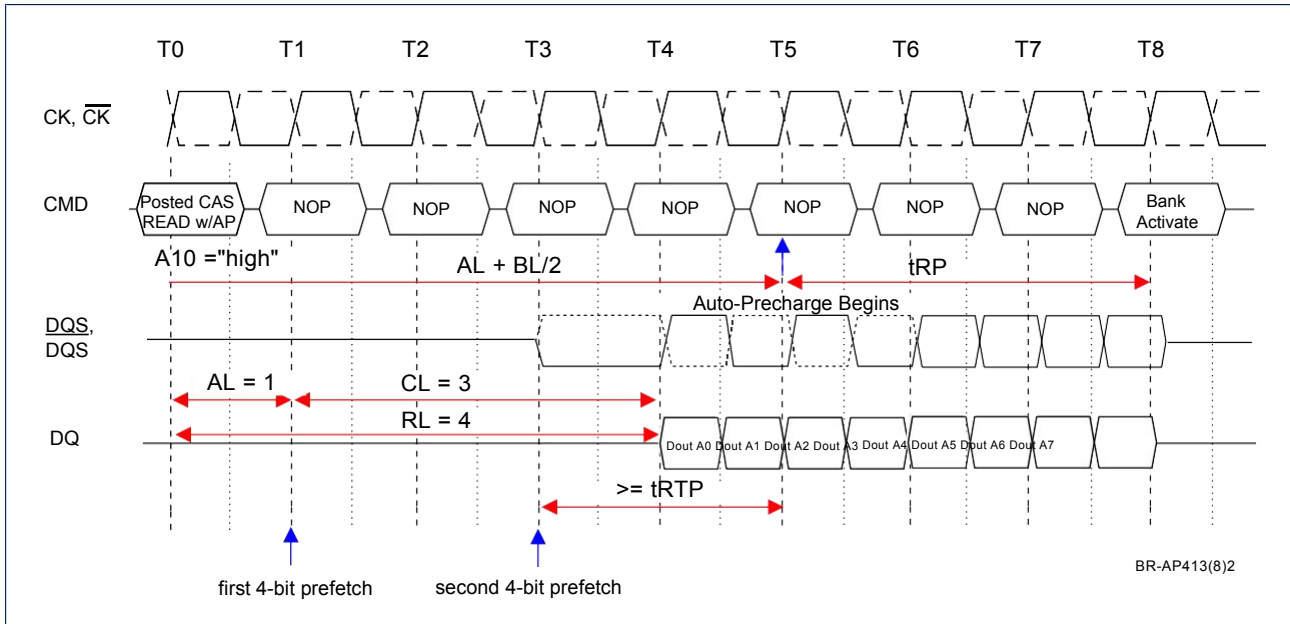 T0 T1 T2 T3 T4 T5 T6 T7 T8
CK, CK
CMD
Posted CAS
READ w/AP
NOP NOP NOP NOP NOP NOP NOP
Bank
Activate
A10 ="high"
AL + BL/2
tRP
Auto-Precharge Begins
DQS,
DQS
AL = 1
CL = 3
RL = 4
DQ
Dout A0 Dout A1 Dout A2 Dout A3 Dout A4 Dout A5 Dout A6 Dout A7
>= tRTP
first 4-bit prefetch
second 4-bit prefetch
BR-AP413(8)2